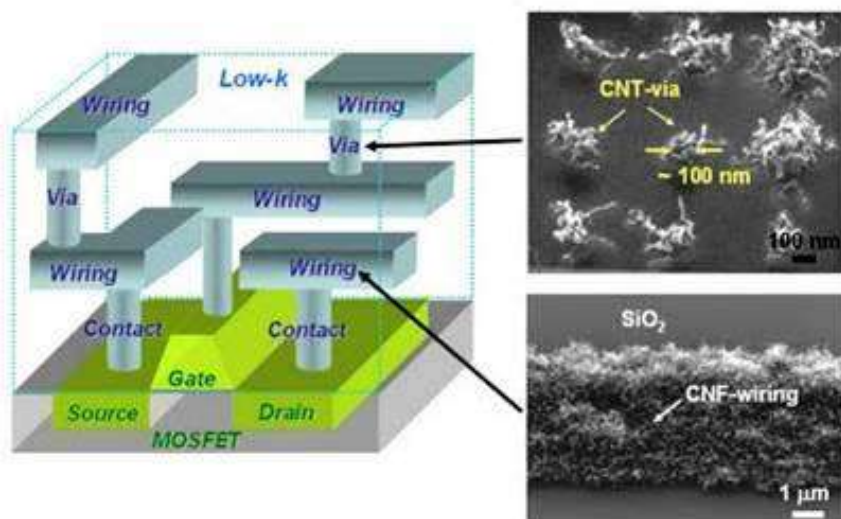 Low-k
Wiring
Wiring
Via
Via
Wiring
Wiring
Wiring
Contact
Contact
Gate
Source
Drain
MOSFET
CNT-via
~ 100 nm
100 nm
SiO₂
CNF-wiring
1 μm